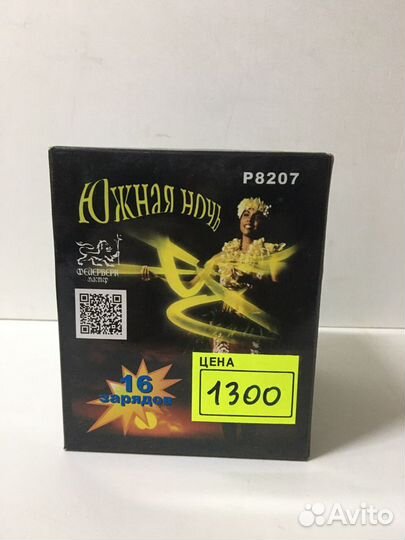 P8207
Южная ночь
ФЕЙЕРВЕРК
мастер
ЦЕНА
1300
16
зарядов
Avito